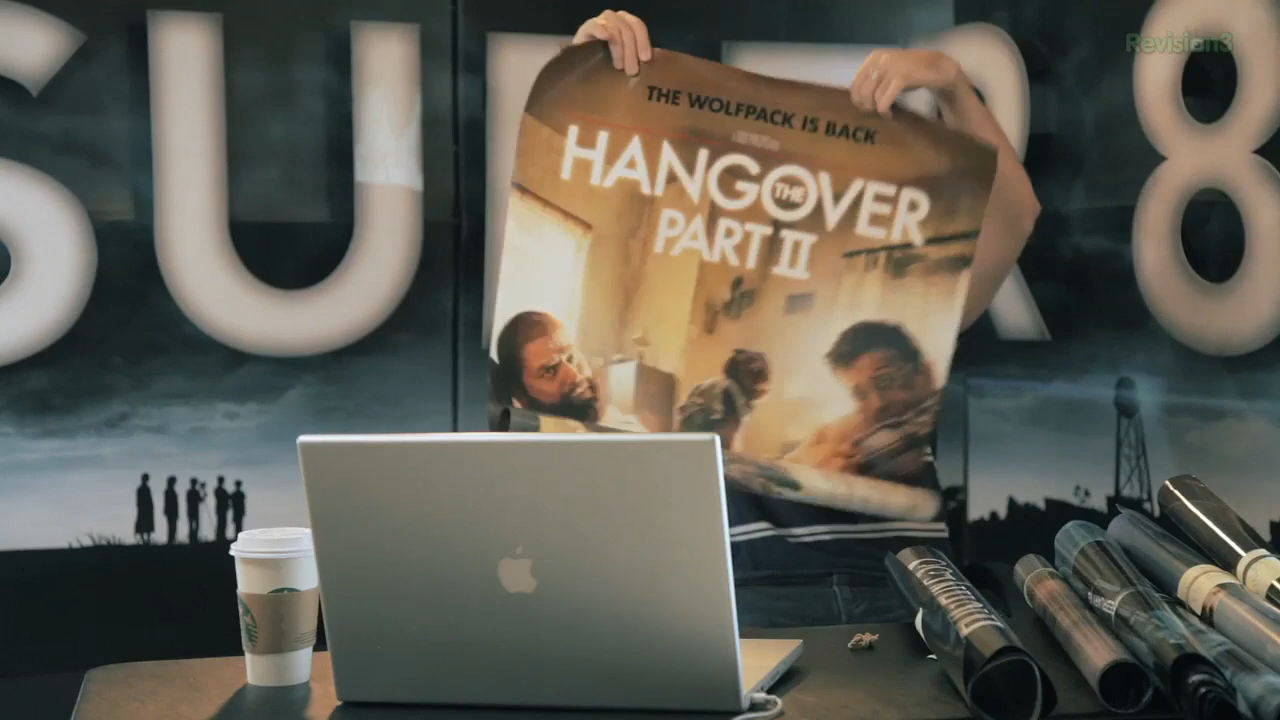 SUPER 8
Revision3
THE WOLFPACK IS BACK
THE
HANGOVER
PART II